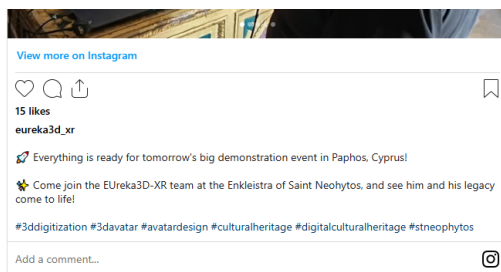 View more on Instagram
15 likes
eureka3d_xr
🚀 Everything is ready for tomorrow's big demonstration event in Paphos, Cyprus!
✨ Come join the EUreka3D-XR team at the Enkleistra of Saint Neohytos, and see him and his legacy
come to life!
#3ddigitization #3davatar #avatardesign #culturalheritage #digitalculturalheritage #stneophytos
Add a comment...